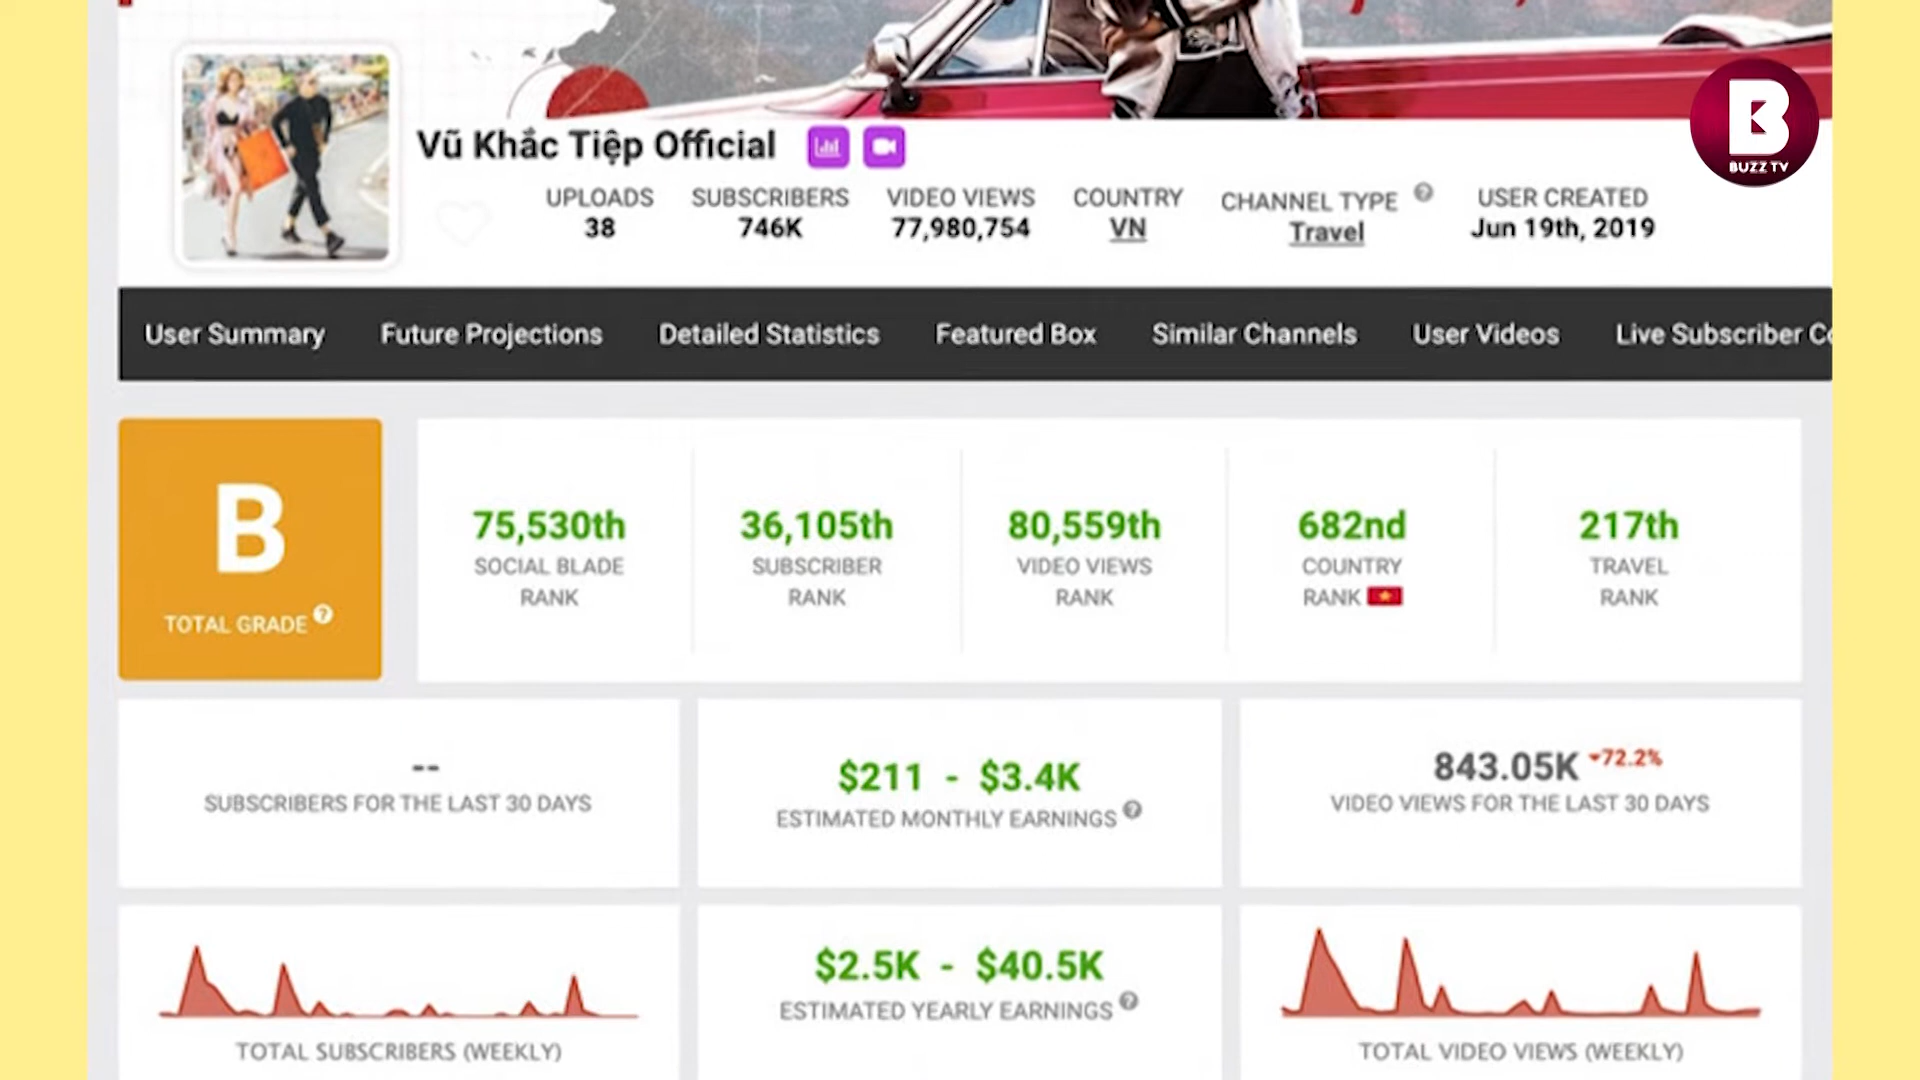 B
BUZZ TV
Vũ Khắc Tiệp Official
UPLOADS SUBSCRIBERS VIDEO VIEWS COUNTRY CHANNEL TYPE ? USER CREATED
38 746K 77,980,754 VN Travel Jun 19th, 2019
User Summary Future Projections Detailed Statistics Featured Box Similar Channels User Videos Live Subscriber Co
B
TOTAL GRADE ?
75,530th
SOCIAL BLADE
RANK
36,105th
SUBSCRIBER
RANK
80,559th
VIDEO VIEWS
RANK
682nd
COUNTRY
RANK
217th
TRAVEL
RANK
--
SUBSCRIBERS FOR THE LAST 30 DAYS
$211 - $3.4K
ESTIMATED MONTHLY EARNINGS ?
843.05K -72.2%
VIDEO VIEWS FOR THE LAST 30 DAYS
TOTAL SUBSCRIBERS (WEEKLY)
$2.5K - $40.5K
ESTIMATED YEARLY EARNINGS ?
TOTAL VIDEO VIEWS (WEEKLY)